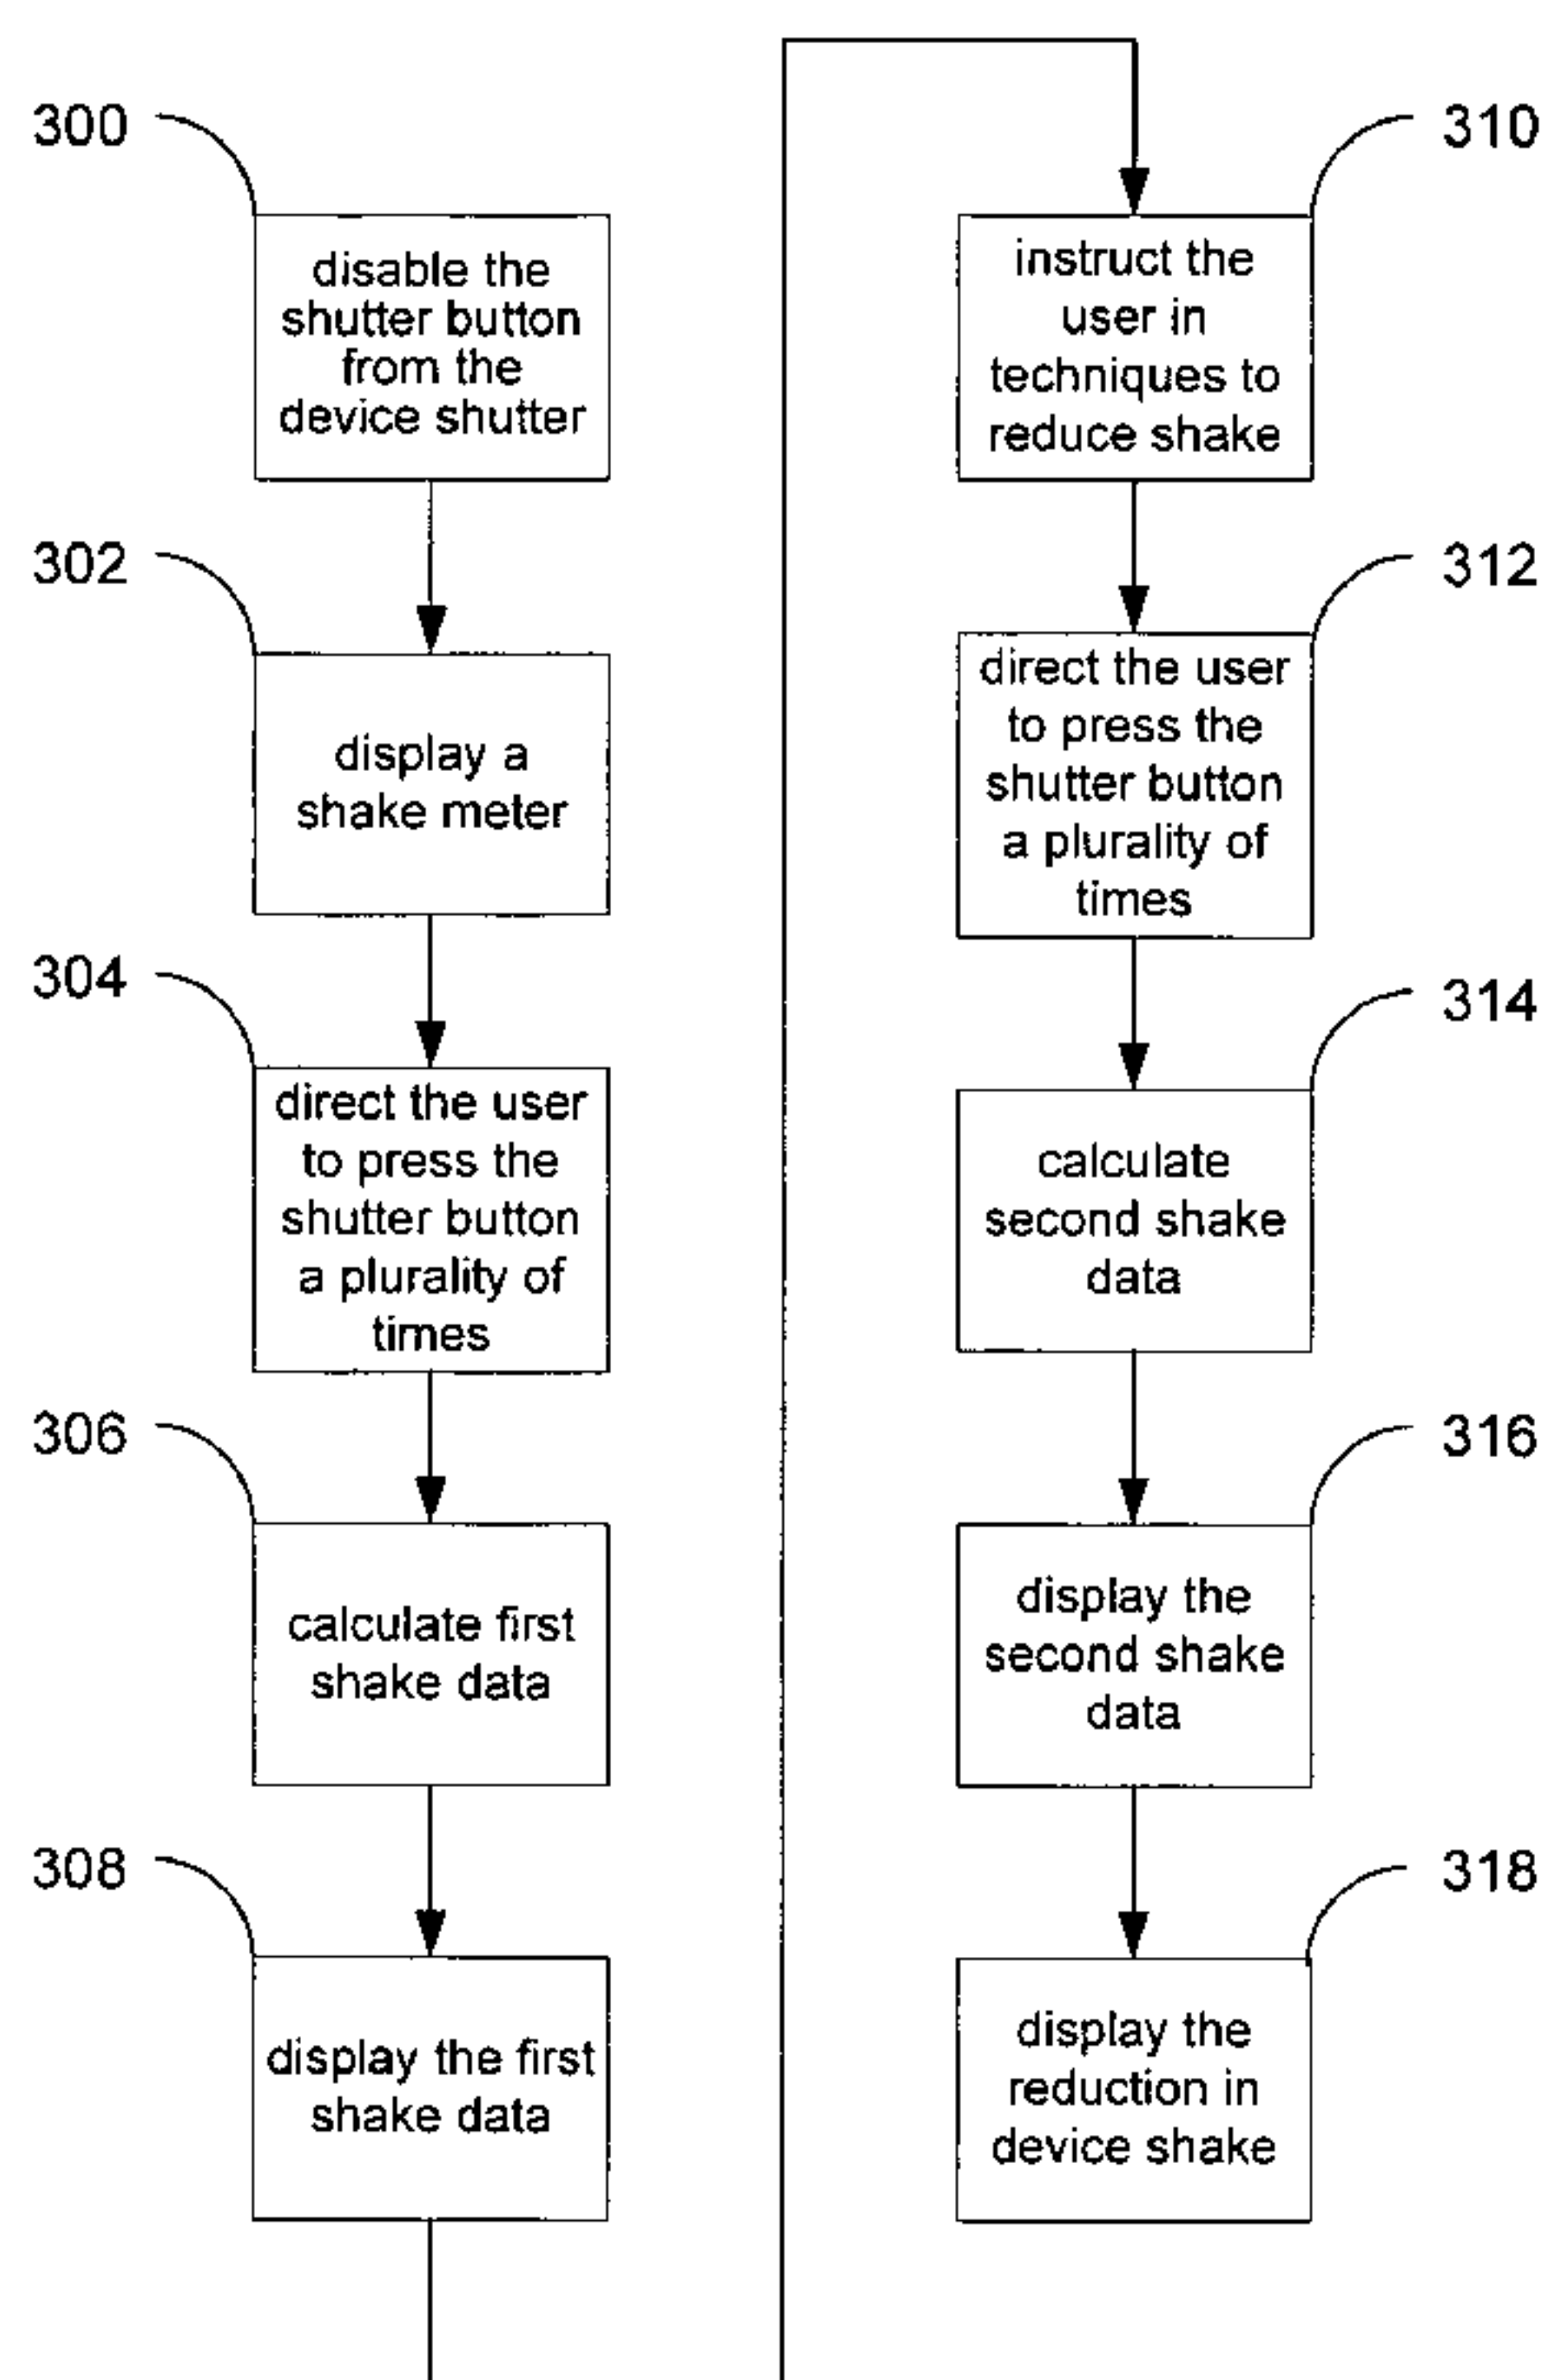 300
disable the
shutter button
from the
device shutter
302
display a
shake meter
304
direct the user
to press the
shutter button
a plurality of
times
306
calculate first
shake data
308
display the first
shake data
310
instruct the
user in
techniques to
reduce shake
312
direct the user
to press the
shutter button
a plurality of
times
314
calculate
second shake
data
316
display the
second shake
data
318
display the
reduction in
device shake